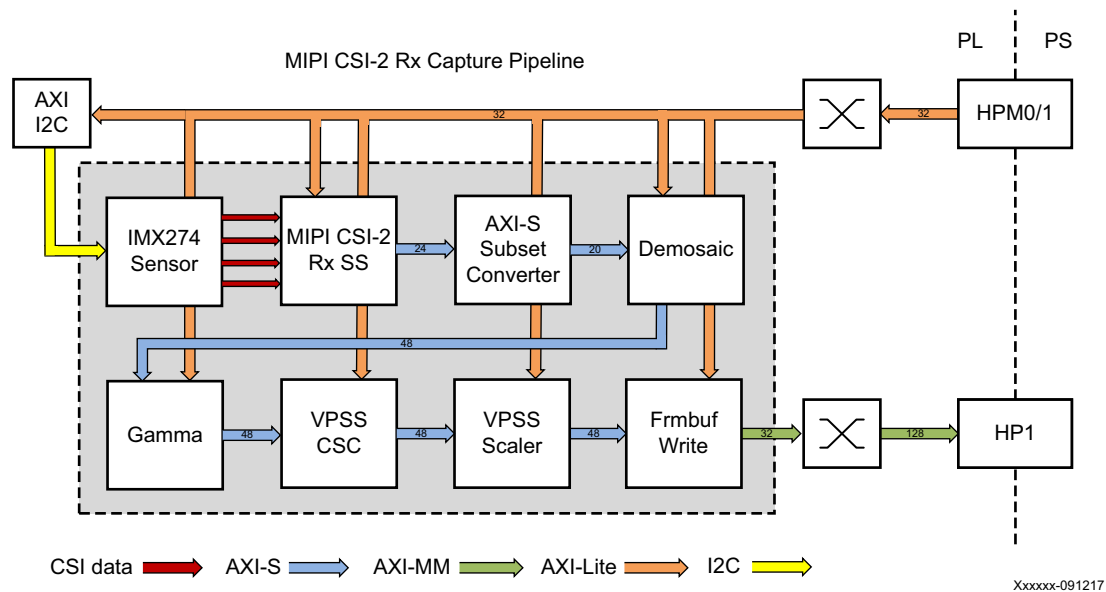 PL
PS
MIPI CSI-2 Rx Capture Pipeline
AXI
I2C
32
32
HPM0/1
IMX274
Sensor
MIPI CSI-2
Rx SS
24
AXI-S
Subset
Converter
20
Demosaic
48
Gamma
48
VPSS
CSC
48
VPSS
Scaler
48
Frmbuf
Write
32
128
HP1
CSI data
AXI-S
AXI-MM
AXI-Lite
I2C
Xxxxxx-091217